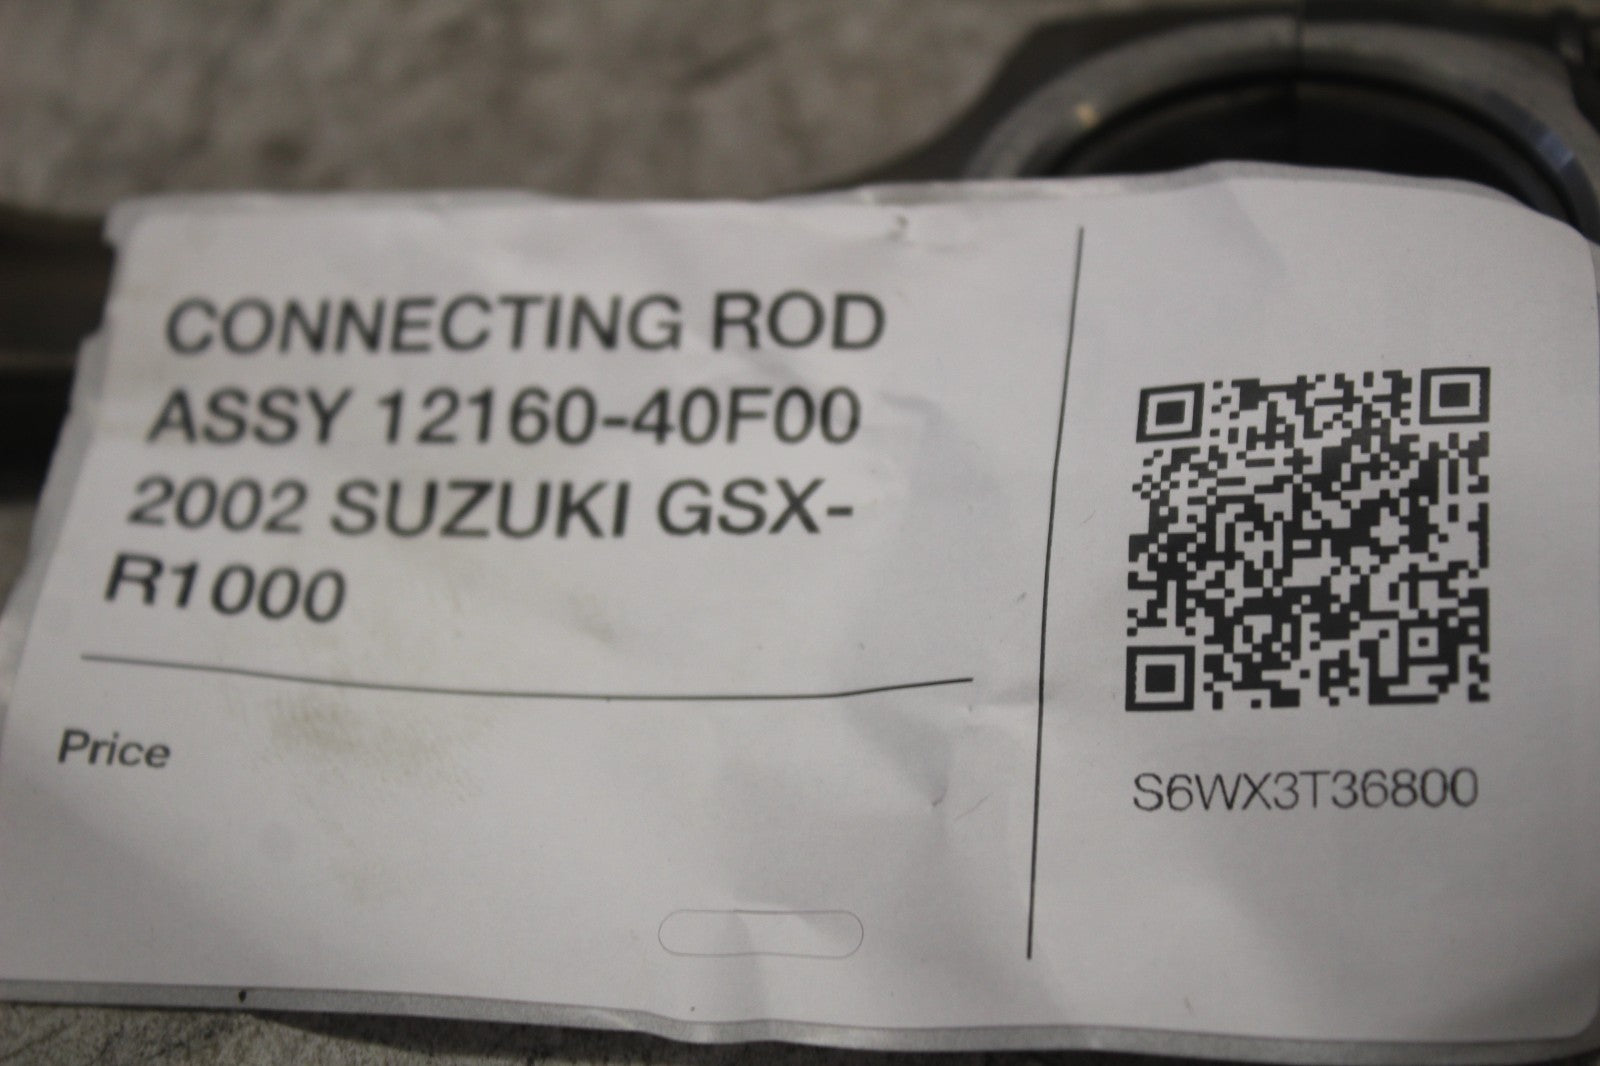 CONNECTING ROD
ASSY 12160-40F00
2002 SUZUKI GSX-
R1000
Price
S6WX3T36800